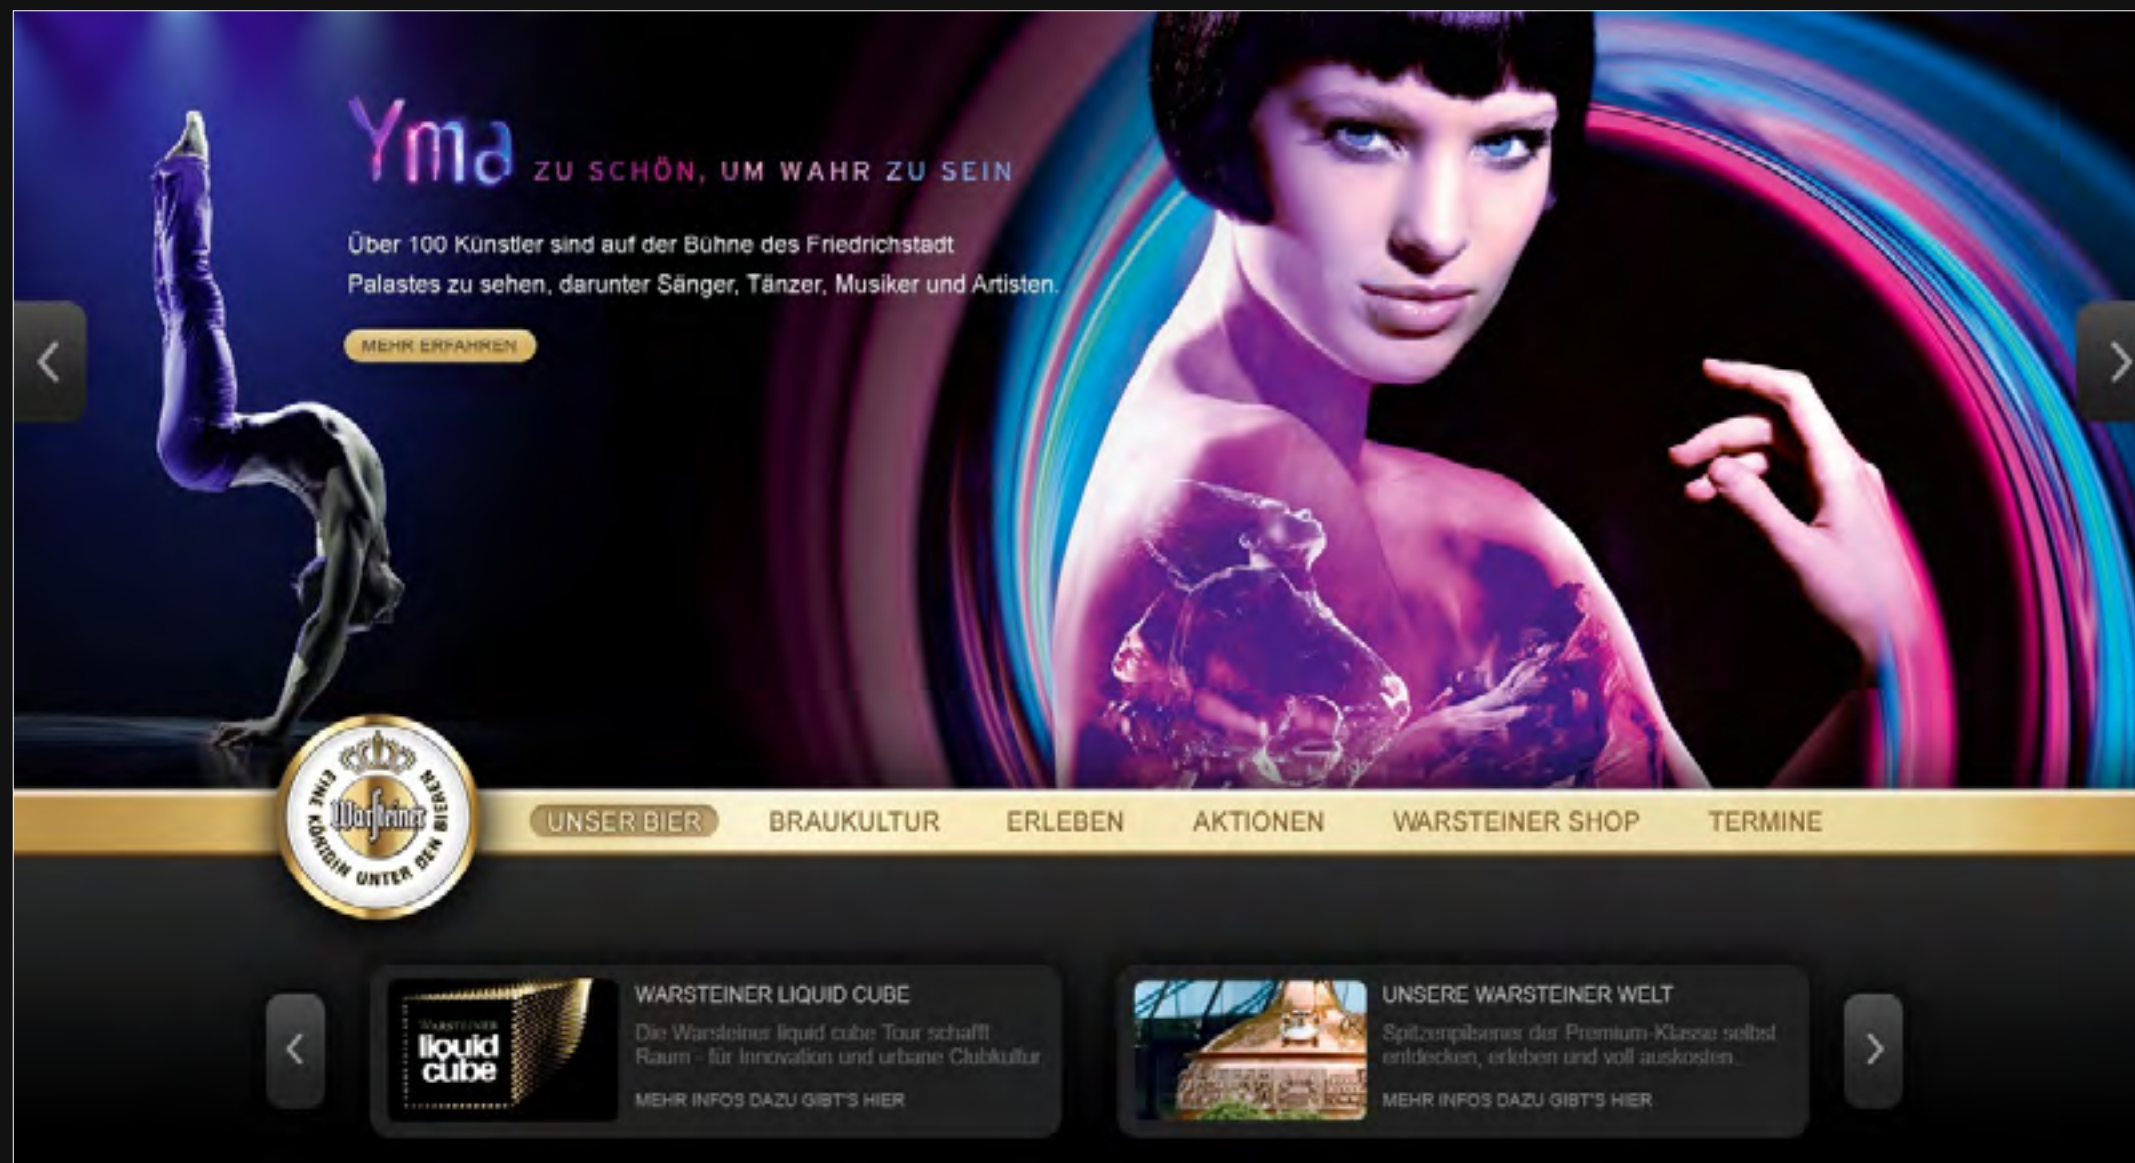 Yma ZU SCHÖN, UM WAHR ZU SEIN
Über 100 Künstler sind auf der Bühne des Friedrichstadt
Palastes zu sehen, darunter Sänger, Tänzer, Musiker und Artisten.
MEHR ERFAHREN
EINE KÖNIGIN UNTER DEN BIEREN
Warsteiner
UNSER BIER BRAUKULTUR ERLEBEN AKTIONEN WARSTEINER SHOP TERMINE
WARSTEINER
liquid
cube
WARSTEINER LIQUID CUBE
Die Warsteiner liquid cube Tour schafft
Raum - für Innovation und urbane Clubkultur
MEHR INFOS DAZU GIBT'S HIER
UNSERE WARSTEINER WELT
Spitzenpilsener der Premium-Klasse selbst
entdecken, erleben und voll auskosten...
MEHR INFOS DAZU GIBT'S HIER